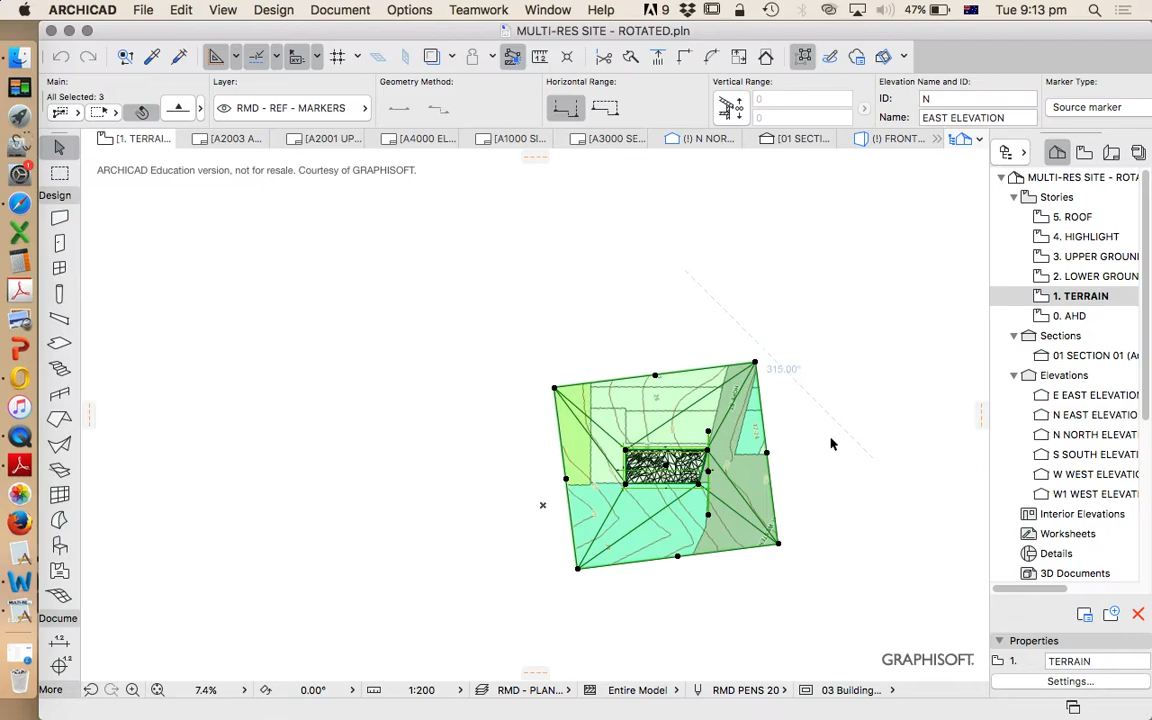 ARCHICAD File Edit View Design Document Options Teamwork Window Help 9 47% Tue 9:13 pm
MULTI-RES SITE - ROTATED.pln
Main:
All Selected: 3
Layer:
RMD - REF - MARKERS
Geometry Method:
Horizontal Range:
Vertical Range:
0
0
Elevation Name and ID:
ID: N
Name: EAST ELEVATION
Marker Type:
Source marker
[1. TERRAI...
[A2003 A...
[A2001 UP...
[A4000 EL...
[A1000 SI...
[A3000 SE...
(!) N NOR...
[01 SECTI...
(!) FRONT...
ARCHICAD Education version, not for resale. Courtesy of GRAPHISOFT.
Design
Docume
More
315.00°
MULTI-RES SITE - ROTA
Stories
5. ROOF
4. HIGHLIGHT
3. UPPER GROUN
2. LOWER GROUN
1. TERRAIN
0. AHD
Sections
01 SECTION 01 (A
Elevations
E EAST ELEVATIO
N EAST ELEVATIO
N NORTH ELEVATI
S SOUTH ELEVATI
W WEST ELEVATIO
W1 WEST ELEVATI
Interior Elevations
Worksheets
Details
3D Documents
Properties
1. TERRAIN
Settings...
GRAPHISOFT.
7.4% 0.00° 1:200 RMD - PLAN... Entire Model RMD PENS 20 03 Building...